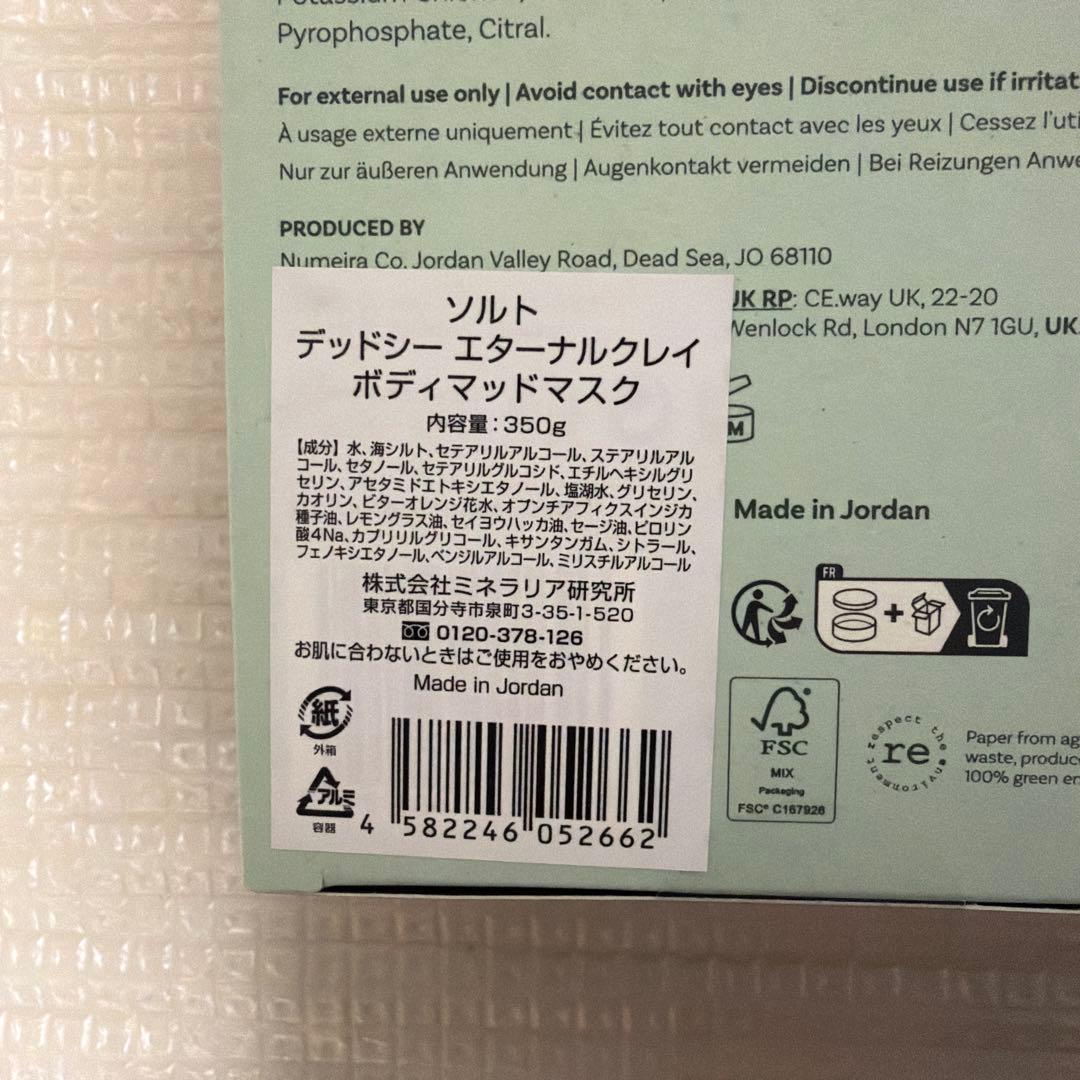 Pyrophosphate, Citral.
For external use only | Avoid contact with eyes | Discontinue use if
À usage externe uniquement | Évitez tout contact avec les yeux | Cessez
Nur zur äußeren Anwendung | Augenkontakt vermeiden | Bei Reizungen
PRODUCED BY
Numeira Co. Jordan Valley Road, Dead Sea, JO 68110
UK RP: CE.way UK, 22-20
Wenlock Rd, London N7 1GU, UK.
ソルト
デッドシー エターナルクレイ
ボディマッドマスク
内容量:350g
【成分】水、海シルト、セテアリルアルコール、ステアリルアル
コール、セタノール、セテアリルグルコシド、エチルヘキシルグリ
セリン、アセタミドエトキシエタノール、塩湖水、グリセリン、
カオリン、ビターオレンジ花水、オプンチアフィクスインジカ
種子油、レモングラス油、セイヨウハッカ油、セージ油、ピロリン
酸4Na、カプリリルグリコール、キサンタンガム、シトラール、
フェノキシエタノール、ベンジルアルコール、ミリスチルアルコール
株式会社ミネラリア研究所
東京都国分寺市泉町3-35-1-520
0120-378-126
お肌に合わないときはご使用をおやめください。
Made in Jordan
紙
外箱
アルミ
容器
4 582246 052662
M
Made in Jordan
FR
+
FSC
MIX
Packaging
FSC® C167926
respect the environment
re
Paper from
waste,
100% green